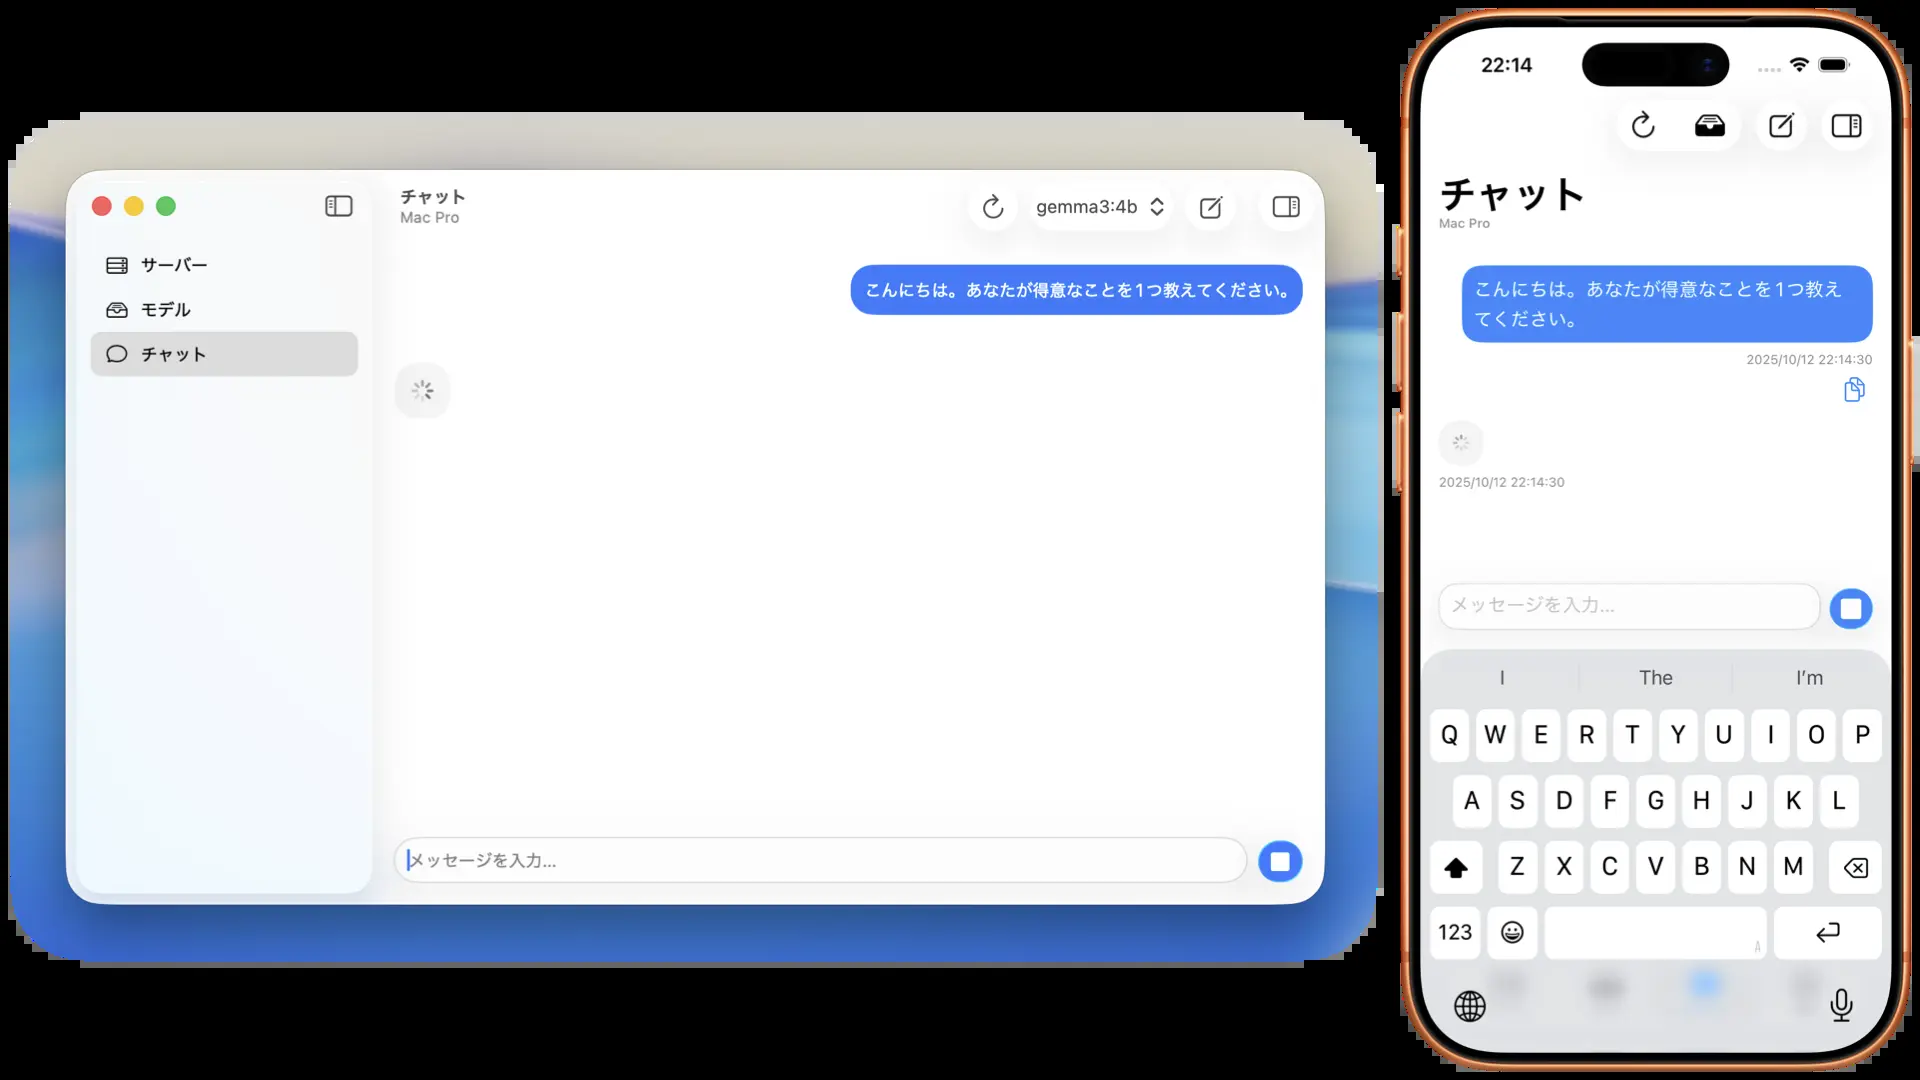 チャット
Mac Pro
gemma3:4b
サーバー
モデル
チャット
こんにちは。あなたが得意なことを1つ教えてください。
メッセージを入力...
22:14
チャット
Mac Pro
こんにちは。あなたが得意なことを1つ教え
てください。
2025/10/12 22:14:30
2025/10/12 22:14:30
メッセージを入力...
I The I'm
Q W E R T Y U I O P
A S D F G H J K L
Z X C V B N M
123
A